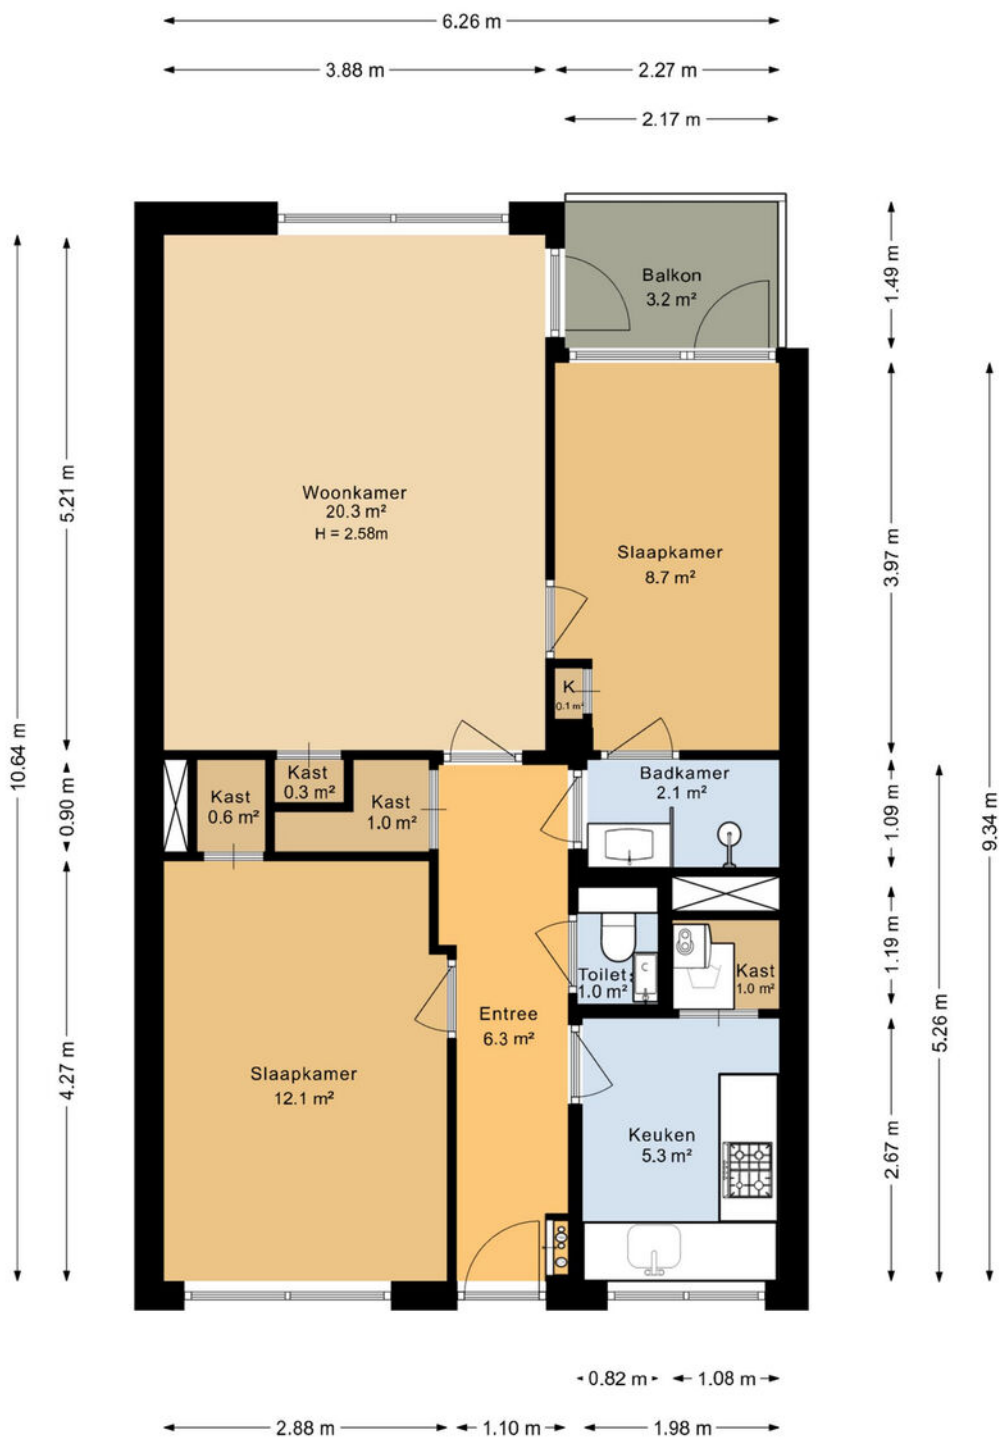 6.26 m
3.88 m
2.27 m
2.17 m
Balkon
3.2 m²
1.49 m
10.64 m
5.21 m
Woonkamer
20.3 m²
H = 2.58m
Slaapkamer
8.7 m²
3.97 m
9.34 m
K
0.1 m²
0.90 m
Kast
0.6 m²
Kast
0.3 m²
Kast
1.0 m²
Badkamer
2.1 m²
1.09 m
Toilet
1.0 m²
Kast
1.0 m²
1.19 m
5.26 m
Entree
6.3 m²
4.27 m
Slaapkamer
12.1 m²
Keuken
5.3 m²
2.67 m
0.82 m
1.08 m
2.88 m
1.10 m
1.98 m